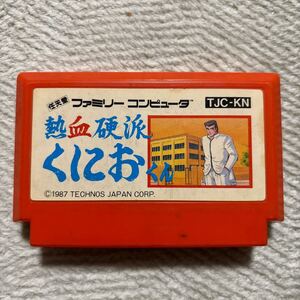 任天堂 ファミリー コンピュータ TJC-KN
熱血硬派
くにおくん
©1987 TECHNOS JAPAN CORP.